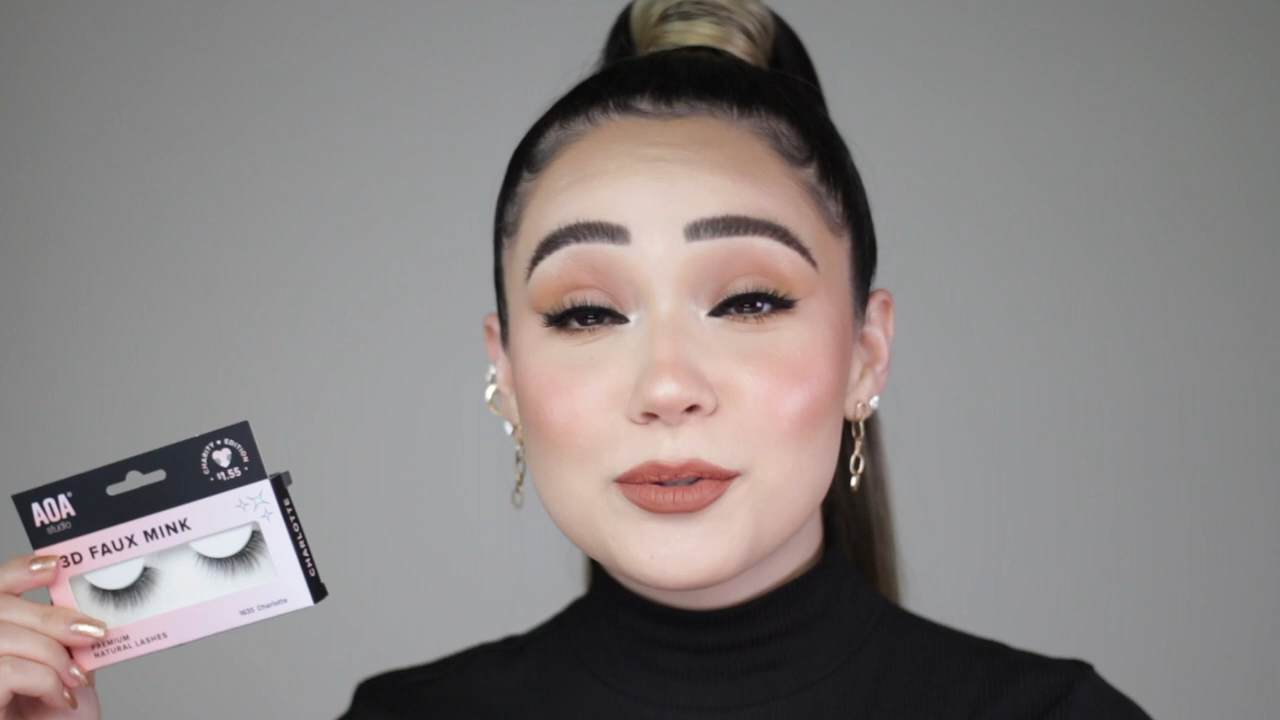 CHARITY ♥ EDITION
$1.55
AOA
studio
3D FAUX MINK
CHARLOTTE
1635 Charlotte
PREMIUM
NATURAL LASHES